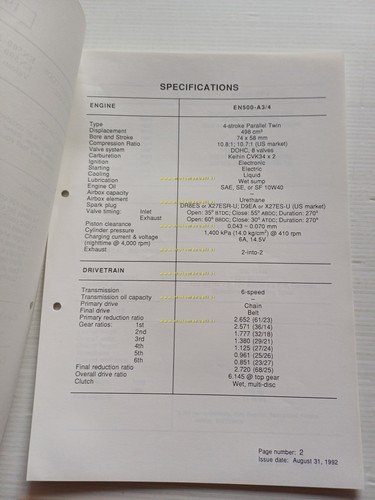 SPECIFICATIONS
ENGINE EN500-A3/4
Type 4-stroke Parallel Twin
Displacement 498 cm³
Bore and Stroke 74 x 58 mm
Compression Ratio 10.8:1; 10.7:1 (US market)
Valve system DOHC, 8 valves
Carburation Keihin CVK34 x 2
Ignition Electronic
Starting Electric
Cooling Liquid
Lubrication Wet sump
Engine Oil SAE, SE, or SF 10W40
Airbox capacity –
Airbox element Urethane
Spark plug DR8ES or X27ESR-U; D9EA or X27ES-U (US market)
Valve timing: Inlet Open: 35° BTDC; Close: 55° ABDC; Duration: 270°
Exhaust Open: 60° BBDC; Close: 30° ATDC; Duration: 270°
Piston clearance 0.043 ~ 0.070 mm
Cylinder pressure 1,400 kPa (14.0 kg/cm²) @ 410 rpm
Charging current & voltage 6A, 14.5V
(nighttime @ 4,000 rpm)
Exhaust 2-into-2
DRIVETRAIN
Transmission 6-speed
Transmission oil capacity –
Primary drive Chain
Final drive Belt
Primary reduction ratio 2.652 (61/23)
Gear ratios: 1st 2.571 (36/14)
2nd 1.777 (32/18)
3rd 1.380 (29/21)
4th 1.125 (27/24)
5th 0.961 (25/26)
6th 0.851 (23/27)
Final reduction ratio 2.720 (68/25)
Overall drive ratio 6.145 @ top gear
Clutch Wet, multi-disc
Page number: 2
Issue date: August 31, 1992